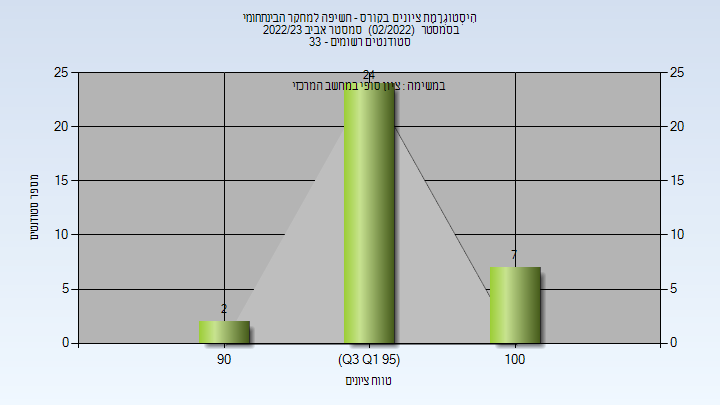 היסטוגרמת ציונים בקורס - חשיפה למחקר הבינתחומי
בסמסטר (02/2022) סמסטר אביב 2022/23
סטודנטים רשומים - 33
במשימה : ציון סופי במחשב המרכזי
25 25
20 20
15 15
10 10
5 5
0 0
24
7
2
מספר סטודנטים
90 (Q3 Q1 95) 100
טווח ציונים